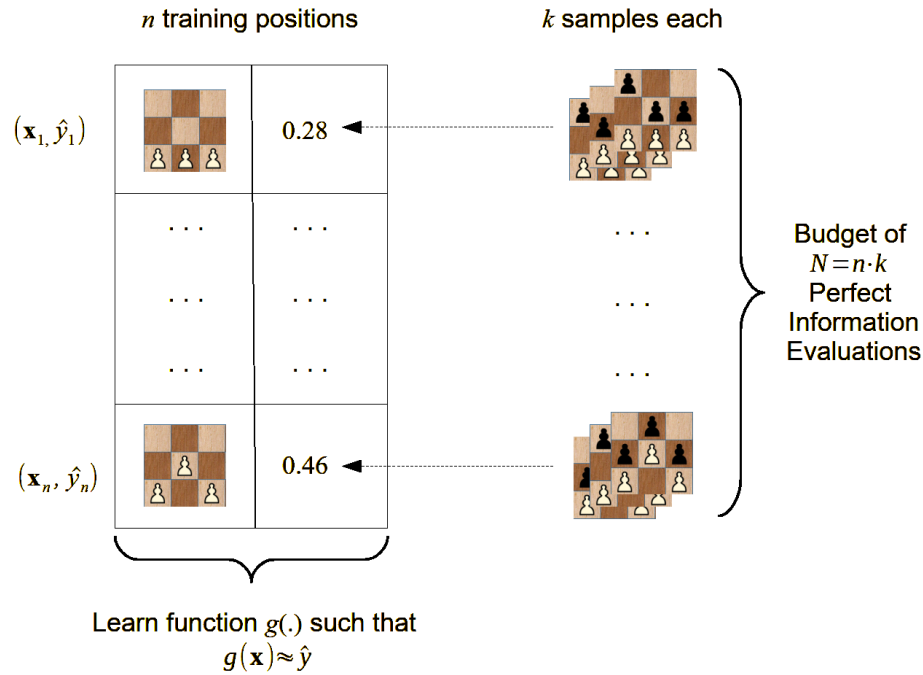 n training positions
k samples each
(x₁, ŷ₁)
0.28
. . .
. . .
. . .
. . .
. . .
. . .
. . .
. . .
. . .
Budget of
N=n·k
Perfect
Information
Evaluations
(xₙ, ŷₙ)
0.46
Learn function g(.) such that
g(x)≈ŷ